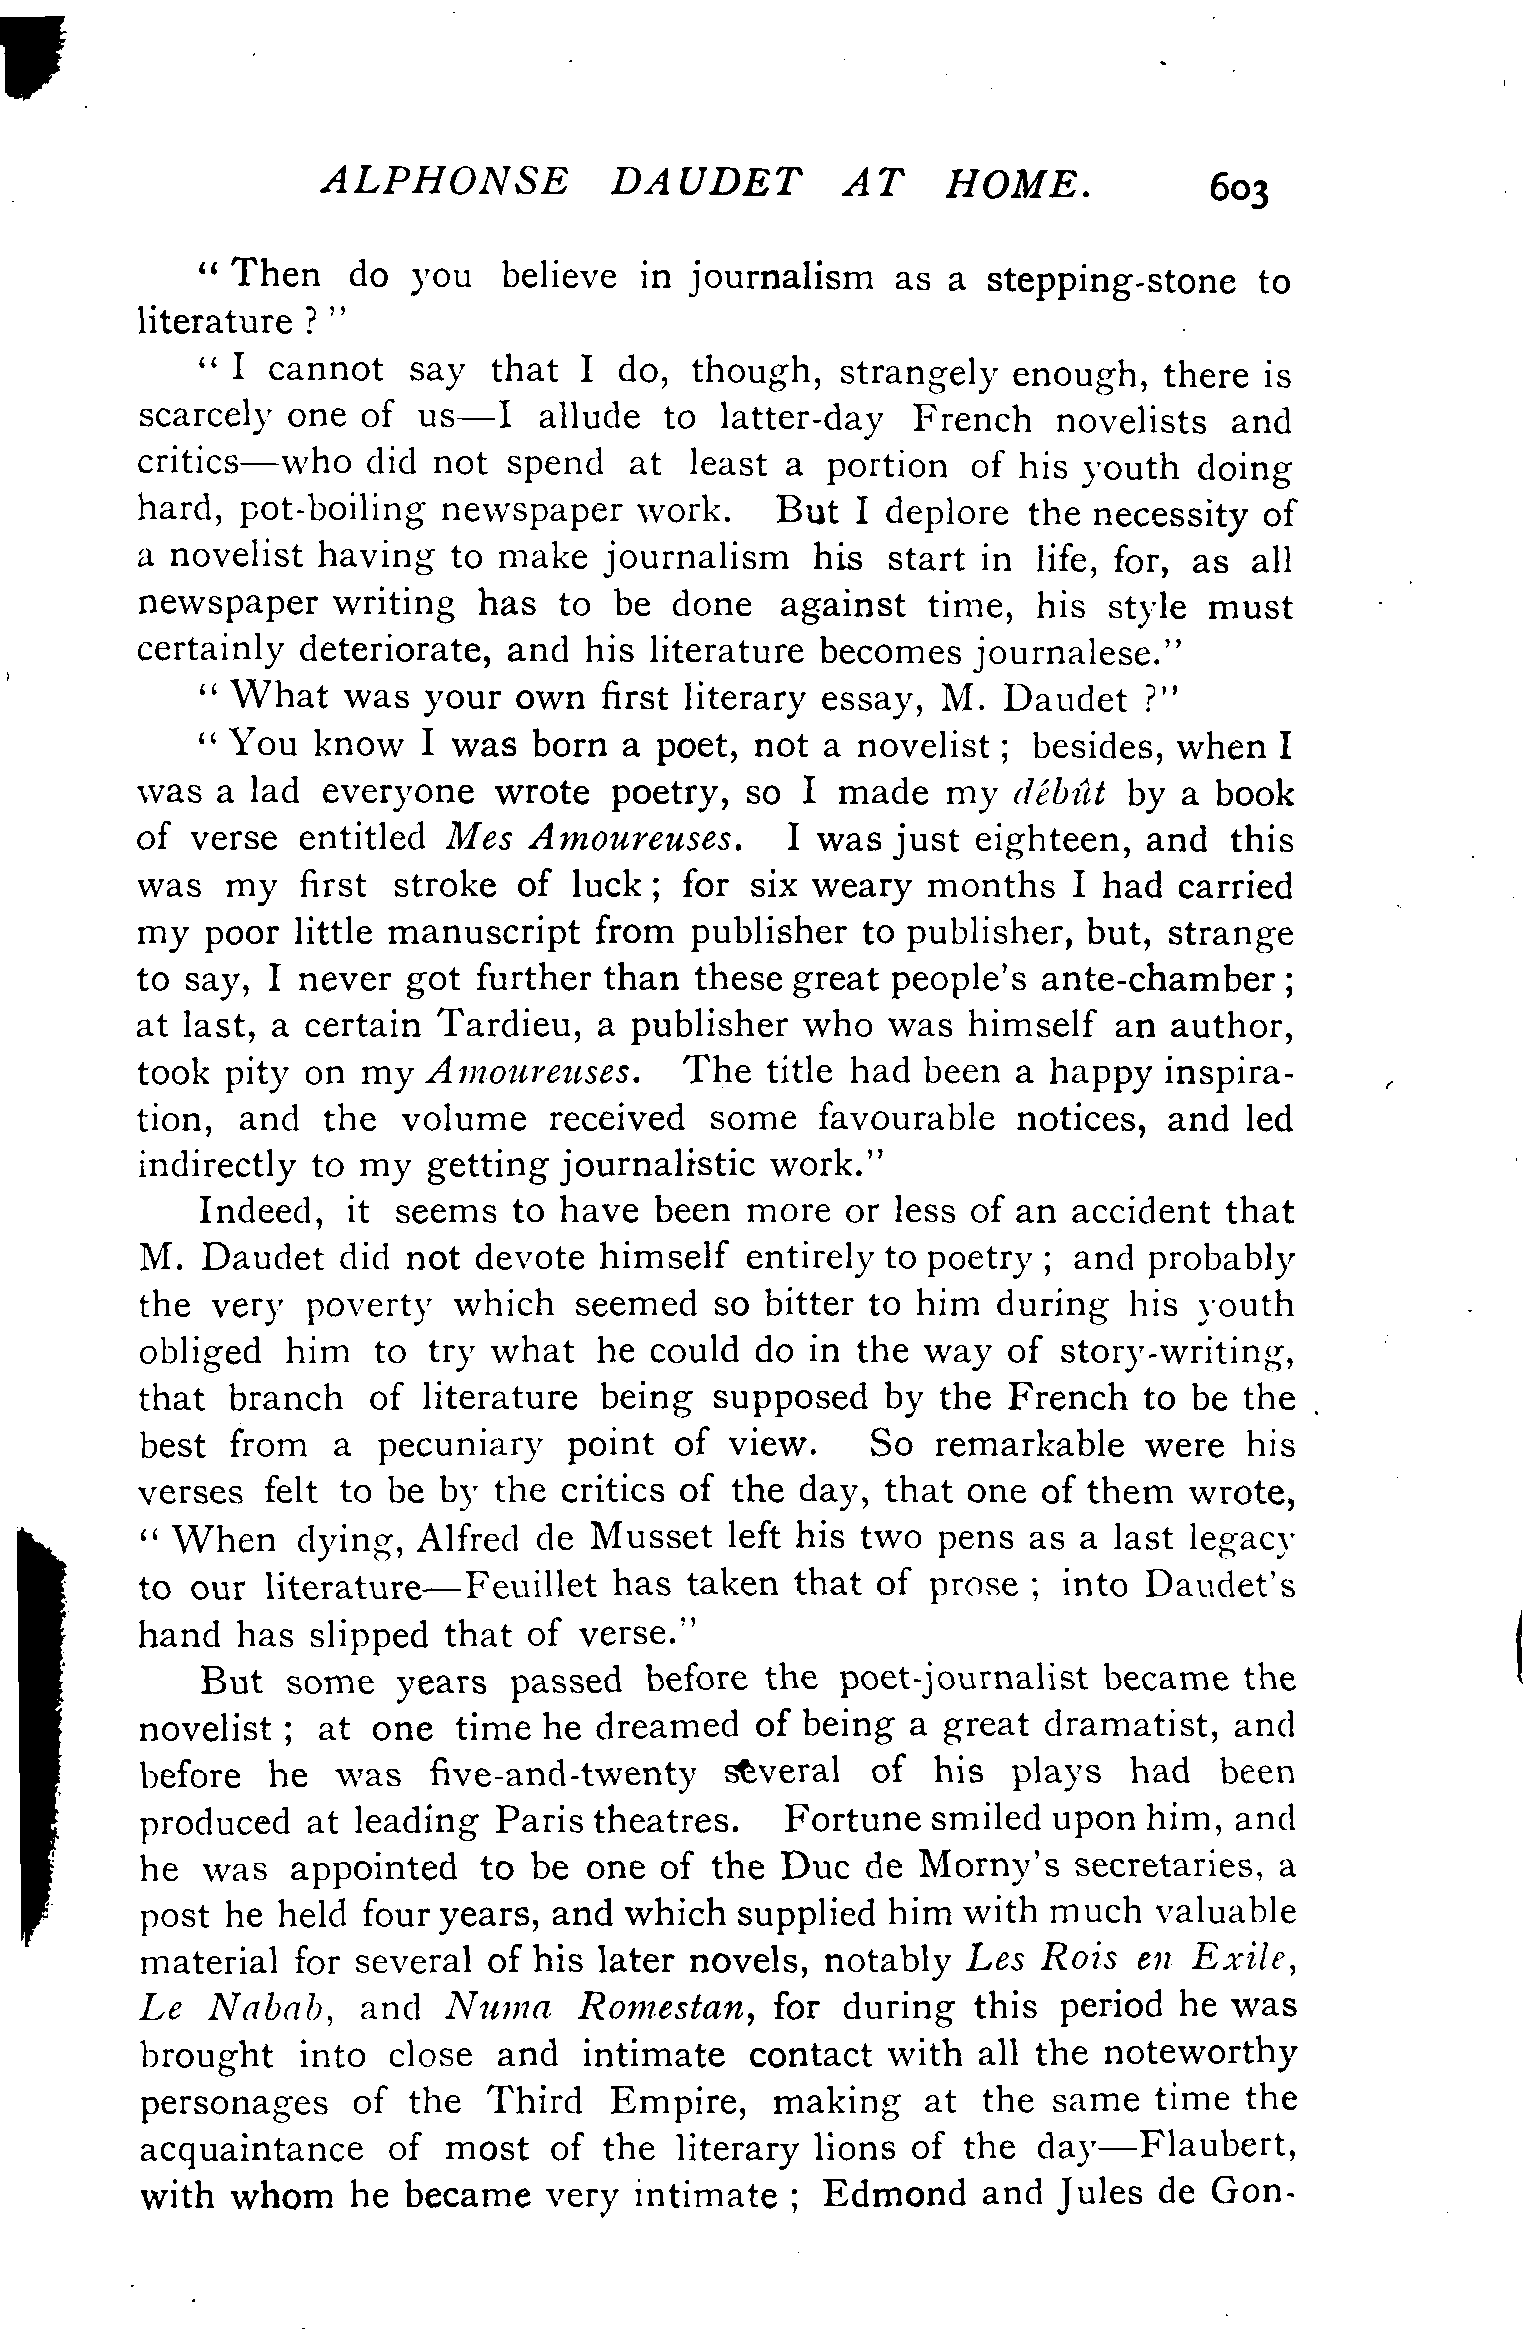 ALPHONSE DAUDET AT HOME. 603
“ Then do you believe in journalism as a stepping-stone to
literature ? ”
“ I cannot say that I do, though, strangely enough, there is
scarcely one of us—I allude to latter-day French novelists and
critics—who did not spend at least a portion of his youth doing
hard, pot-boiling newspaper work. But I deplore the necessity of
a novelist having to make journalism his start in life, for, as all
newspaper writing has to be done against time, his style must
certainly deteriorate, and his literature becomes journalese.”
“ What was your own first literary essay, M. Daudet ?”
“ You know I was born a poet, not a novelist ; besides, when I
was a lad everyone wrote poetry, so I made my débût by a book
of verse entitled Mes Amoureuses. I was just eighteen, and this
was my first stroke of luck ; for six weary months I had carried
my poor little manuscript from publisher to publisher, but, strange
to say, I never got further than these great people's ante-chamber ;
at last, a certain Tardieu, a publisher who was himself an author,
took pity on my Amoureuses. The title had been a happy inspira-
tion, and the volume received some favourable notices, and led
indirectly to my getting journalistic work.”
Indeed, it seems to have been more or less of an accident that
M. Daudet did not devote himself entirely to poetry ; and probably
the very poverty which seemed so bitter to him during his youth
obliged him to try what he could do in the way of story-writing,
that branch of literature being supposed by the French to be the
best from a pecuniary point of view. So remarkable were his
verses felt to be by the critics of the day, that one of them wrote,
“ When dying, Alfred de Musset left his two pens as a last legacy
to our literature—Feuillet has taken that of prose ; into Daudet's
hand has slipped that of verse.”
But some years passed before the poet-journalist became the
novelist ; at one time he dreamed of being a great dramatist, and
before he was five-and-twenty several of his plays had been
produced at leading Paris theatres. Fortune smiled upon him, and
he was appointed to be one of the Duc de Morny's secretaries, a
post he held four years, and which supplied him with much valuable
material for several of his later novels, notably Les Rois en Exile,
Le Nabab, and Numa Romestan, for during this period he was
brought into close and intimate contact with all the noteworthy
personages of the Third Empire, making at the same time the
acquaintance of most of the literary lions of the day—Flaubert,
with whom he became very intimate ; Edmond and Jules de Gon-